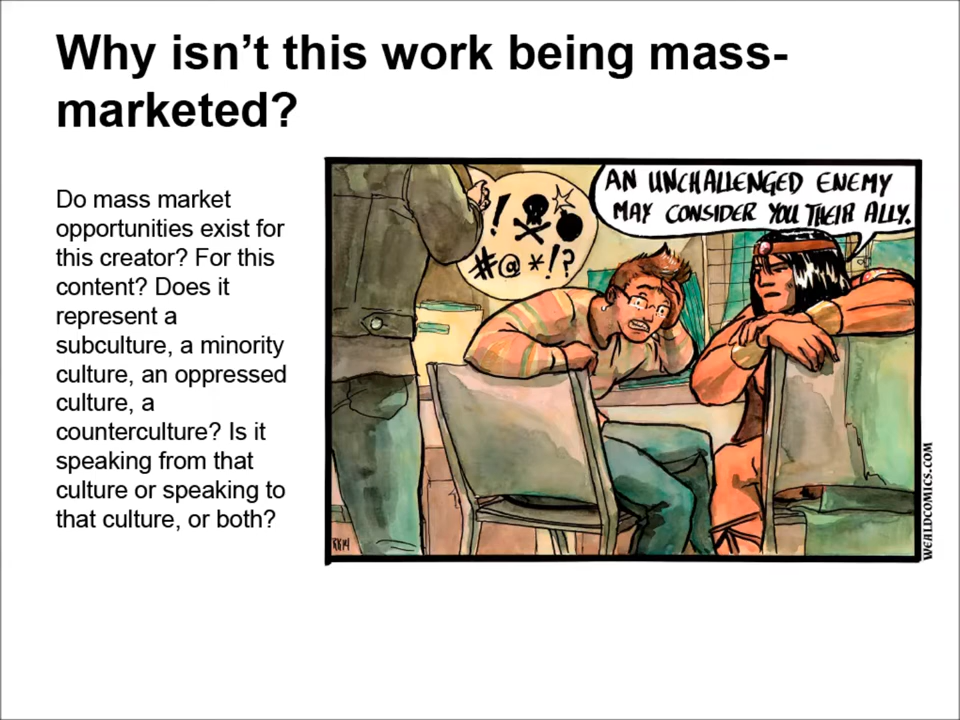 Why isn't this work being mass-
marketed?
Do mass market
opportunities exist for
this creator? For this
content? Does it
represent a
subculture, a minority
culture, an oppressed
culture, a
counterculture? Is it
speaking from that
culture or speaking to
that culture, or both?
!
#@*!?
AN UNCHALLENGED ENEMY
MAY CONSIDER YOU THEIR ALLY.
WEALDCOMICS.COM